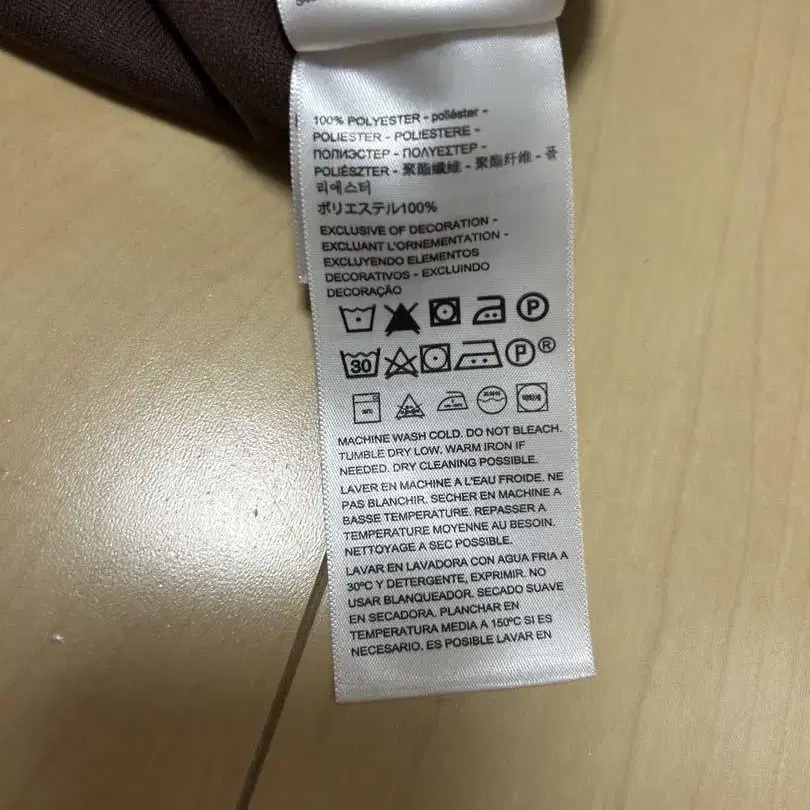 100% POLYESTER - poliéster -
POLIESTER - POLIESTERE -
ПОЛИЭСТЕР - ΠΟΛΥΕΣΤΕΡ -
POLIÉSZTER - 聚酯纖維 - 聚酯纤维 - 폴
리에스터
ポリエステル100%
EXCLUSIVE OF DECORATION -
EXCLUANT L'ORNEMENTATION -
EXCLUYENDO ELEMENTOS
DECORATIVOS - EXCLUINDO
DECORAÇÃO
P
30 P ®
MACHINE WASH COLD. DO NOT BLEACH.
TUMBLE DRY LOW. WARM IRON IF
NEEDED. DRY CLEANING POSSIBLE.
LAVER EN MACHINE A L'EAU FROIDE. NE
PAS BLANCHIR. SECHER EN MACHINE A
BASSE TEMPERATURE. REPASSER A
TEMPERATURE MOYENNE AU BESOIN.
NETTOYAGE A SEC POSSIBLE.
LAVAR EN LAVADORA CON AGUA FRIA A
30ºC Y DETERGENTE, EXPRIMIR. NO
USAR BLANQUEADOR. SECADO SUAVE
EN SECADORA. PLANCHAR EN
TEMPERATURA MEDIA A 150ºC SI ES
NECESARIO. ES POSIBLE LAVAR EN